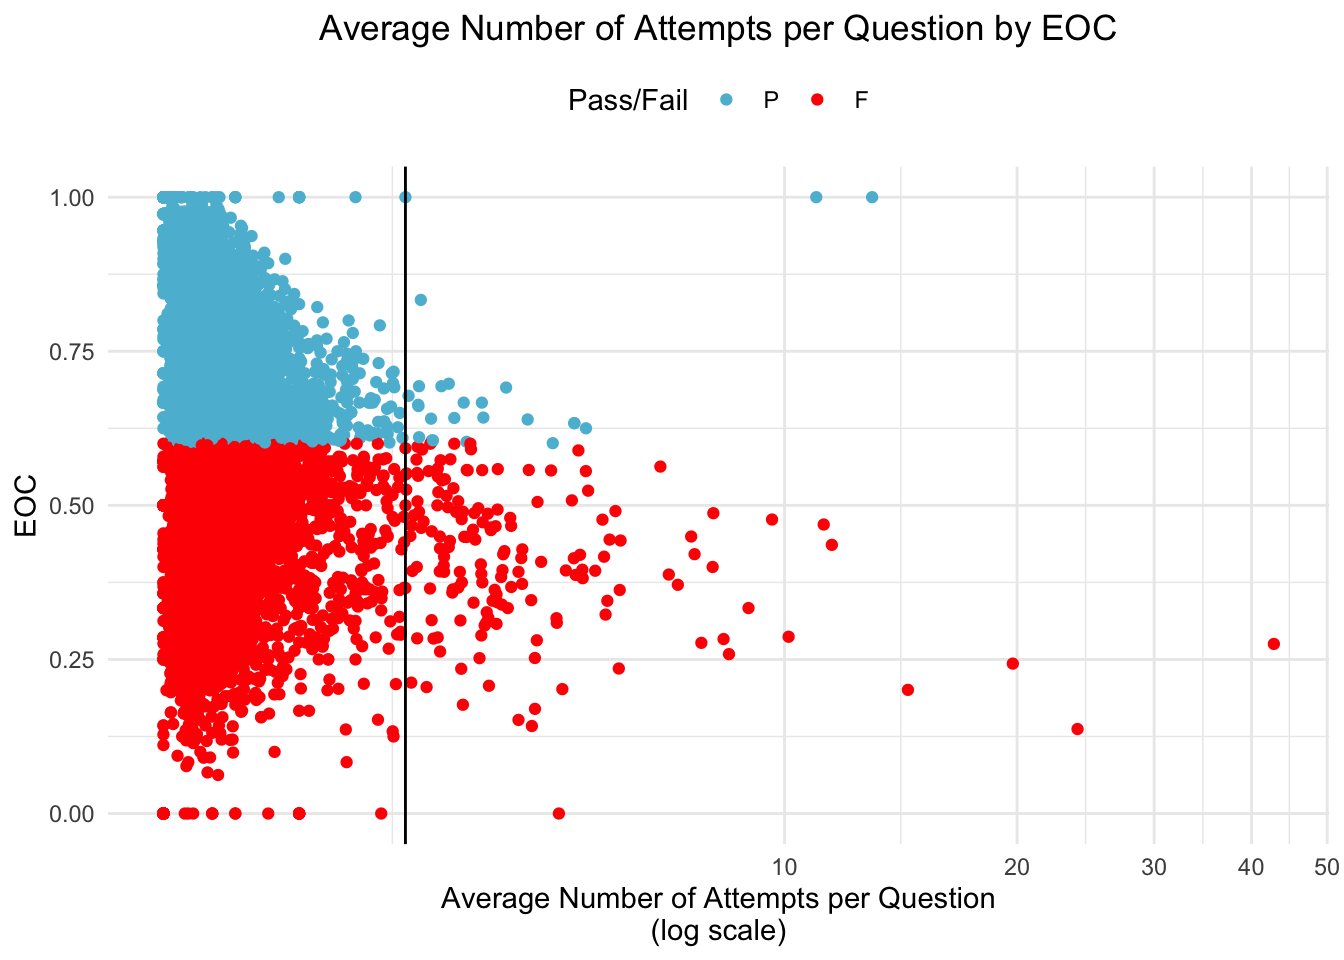 Average Number of Attempts per Question by EOC
Pass/Fail P F
1.00
0.75
0.50
0.25
0.00
EOC
10 20 30 40 50
Average Number of Attempts per Question
(log scale)